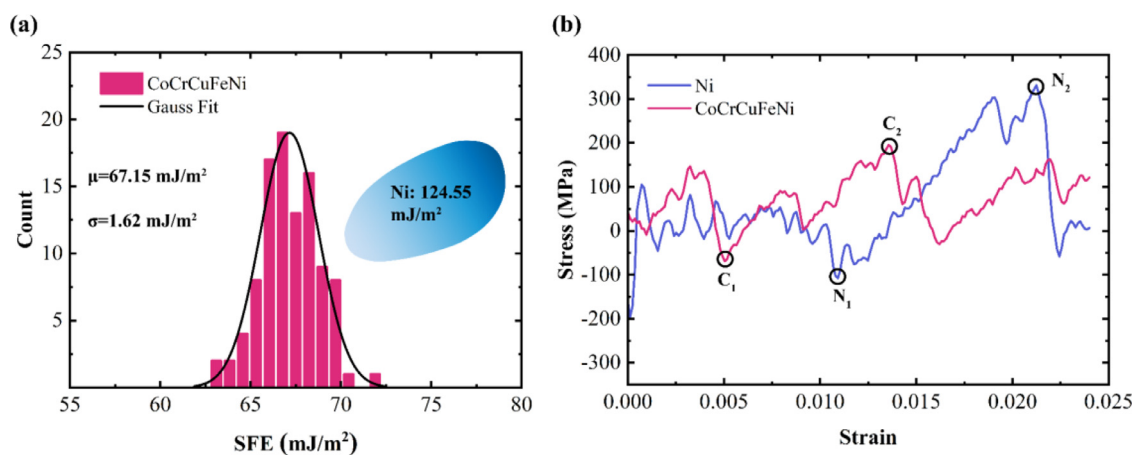 (a)
25
20
15
10
5
Count
CoCrCuFeNi
Gauss Fit
μ=67.15 mJ/m²
σ=1.62 mJ/m²
Ni: 124.55
mJ/m²
55 60 65 70 75 80
SFE (mJ/m²)
(b)
400
300
200
100
0
-100
-200
-300
Stress (MPa)
Ni
CoCrCuFeNi
N₂
C₂
C₁
N₁
0.000 0.005 0.010 0.015 0.020 0.025
Strain